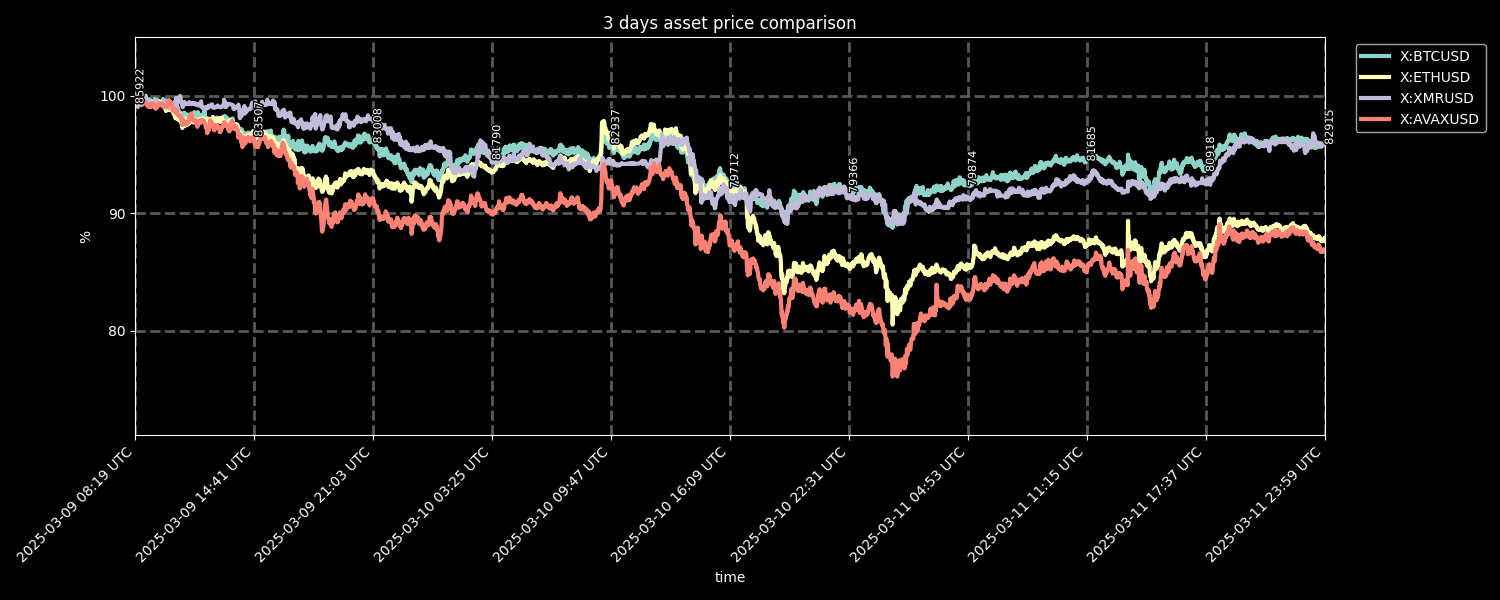 3 days asset price comparison
X:BTCUSD
X:ETHUSD
X:XMRUSD
X:AVAXUSD
100
90
80
%
85922
83507
83008
81790
82937
79712
79366
79874
81685
80918
82915
2025-03-09 08:19 UTC
2025-03-09 14:41 UTC
2025-03-09 21:03 UTC
2025-03-10 03:25 UTC
2025-03-10 09:47 UTC
2025-03-10 16:09 UTC
2025-03-10 22:31 UTC
2025-03-11 04:53 UTC
2025-03-11 11:15 UTC
2025-03-11 17:37 UTC
2025-03-11 23:59 UTC
time